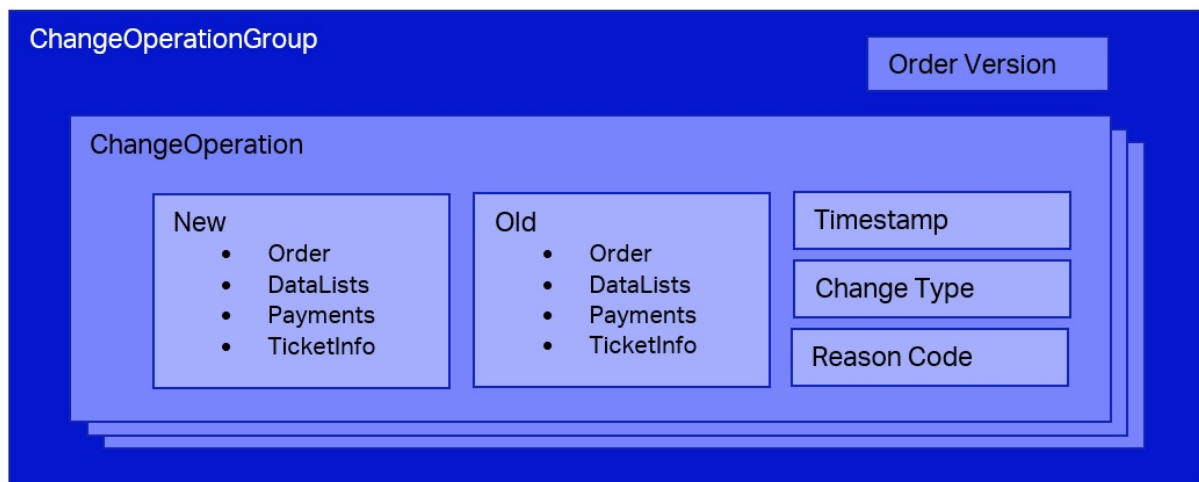 ChangeOperationGroup
Order Version
ChangeOperation
New
• Order
• DataLists
• Payments
• TicketInfo
Old
• Order
• DataLists
• Payments
• TicketInfo
Timestamp
Change Type
Reason Code